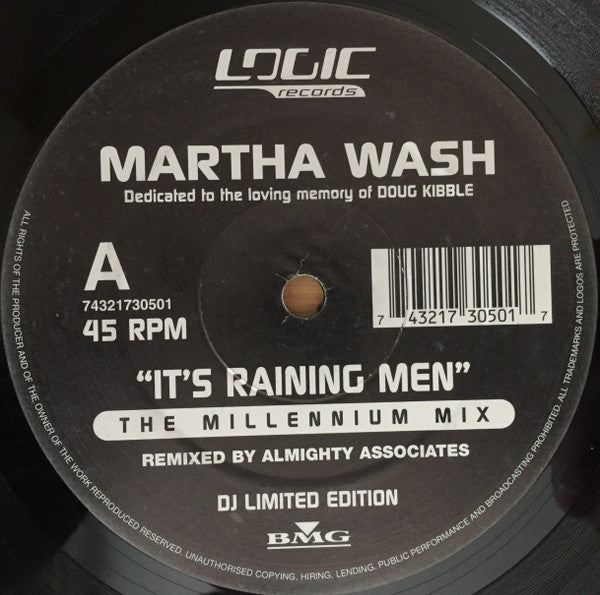 LOGIC
records
MARTHA WASH
Dedicated to the loving memory of DOUG KIBBLE
A
74321730501
45 RPM
7 43217 30501 7
“IT'S RAINING MEN”
THE MILLENNIUM MIX
REMIXED BY ALMIGHTY ASSOCIATES
DJ LIMITED EDITION
BMG
ALL RIGHTS OF THE PRODUCER AND OF THE OWNER OF THE WORK REPRODUCED RESERVED. UNAUTHORISED COPYING, HIRING, LENDING, PUBLIC PERFORMANCE AND BROADCASTING PROHIBITED. ALL TRADEMARKS AND LOGOS ARE PROTECTED